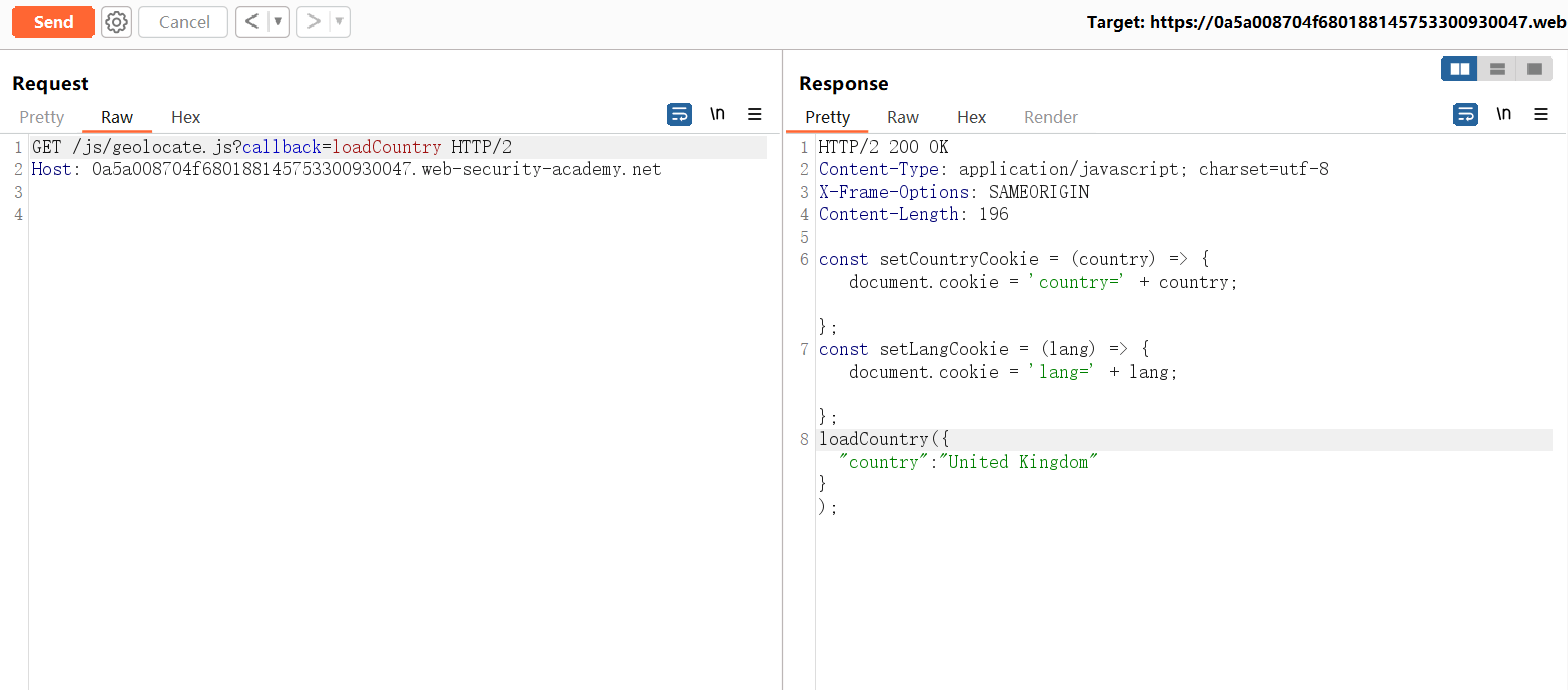 Send Cancel < ▼ > ▼ Target: https://0a5a008704f680188145753300930047.web
Request
Pretty Raw Hex \n
1 GET /js/geolocate.js?callback=loadCountry HTTP/2
2 Host: 0a5a008704f680188145753300930047.web-security-academy.net
3
4
Response
Pretty Raw Hex Render \n
1 HTTP/2 200 OK
2 Content-Type: application/javascript; charset=utf-8
3 X-Frame-Options: SAMEORIGIN
4 Content-Length: 196
5
6 const setCountryCookie = (country) => {
document.cookie = 'country=' + country;
};
7 const setLangCookie = (lang) => {
document.cookie = 'lang=' + lang;
};
8 loadCountry({
"country":"United Kingdom"
}
);